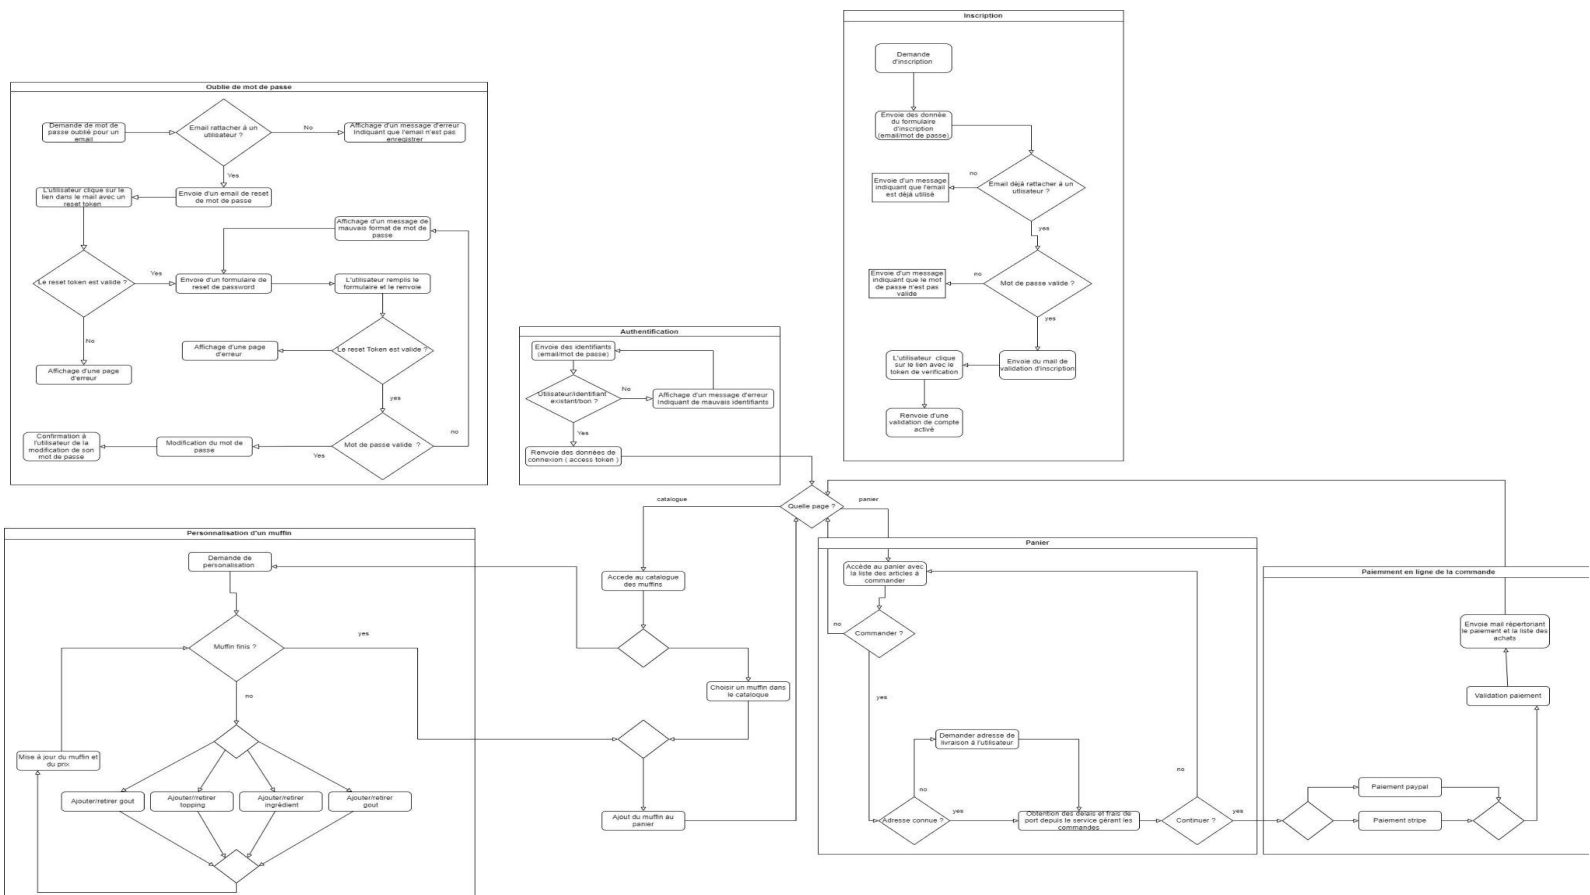 Inscription
Demande
d'inscription
Envoie des donnée
du formulaire
d'inscription
(email/mot de passe)
no
Envoie d'un message
indiquant que l'email
est déjà utilisé
Email déjà rattacher à un
utlisateur ?
yes
Envoie d'un message
indiquant que le mot
de passe n'est pas
valide
no
Mot de passe valide ?
yes
L'utilisateur clique
sur le lien avec le
token de verification
Envoie du mail de
validation d'inscription
Renvoie d'une
validation de compte
activé
Oublie de mot de passe
Demande de mot de
passe oublié pour un
email
Email rattacher à un
utilisateur ?
No
Affichage d'un message d'erreur
Indiquant que l'email n'est pas
enregistrer
Yes
L'utilisateur clique sur le
lien dans le mail avec un
reset token
Envoie d'un email de reset
de mot de passe
Affichage d'un message de
mauvais format de mot de
passe
Le reset token est valide ?
Yes
Envoie d'un formulaire de
reset de password
L'utilisateur remplis le
formulaire et le renvoie
No
Affichage d'une page
d'erreur
Affichage d'une page
d'erreur
Le reset Token est valide ?
yes
Confirmation à
l'utilisateur de la
modification de son
mot de passe
Modification du mot de
passe
Yes
Mot de passe valide ?
no
Authentification
Envoie des identifiants
(email/mot de passe)
Utilisateur/identifiant
existant/bon ?
No
Affichage d'un message d'erreur
Indiquant de mauvais identifiants
Yes
Renvoie des données de
connexion ( access token )
catalogue
Quelle page ?
panier
Personnalisation d'un muffin
Demande de
personalisation
Muffin finis ?
yes
no
Mise à jour du muffin et
du prix
Ajouter/retirer gout
Ajouter/retirer
topping
Ajouter/retirer
ingrédient
Ajouter/retirer
gout
Accede au catalogue
des muffins
Choisir un muffin dans
le catalogue
Ajout du muffin au
panier
Panier
Accède au panier avec
la liste des articles à
commander
no
Commander ?
yes
Demander adresse de
livraison à l'utilisateur
no
Adresse connue ?
yes
Obtention des delais et frais de
port depuis le service gérant les
commandes
no
Continuer ?
yes
Paiemment en ligne de la commande
Envoie mail répertoriant
le paiement et la liste des
achats
Validation paiement
Paiement paypal
Paiement stripe